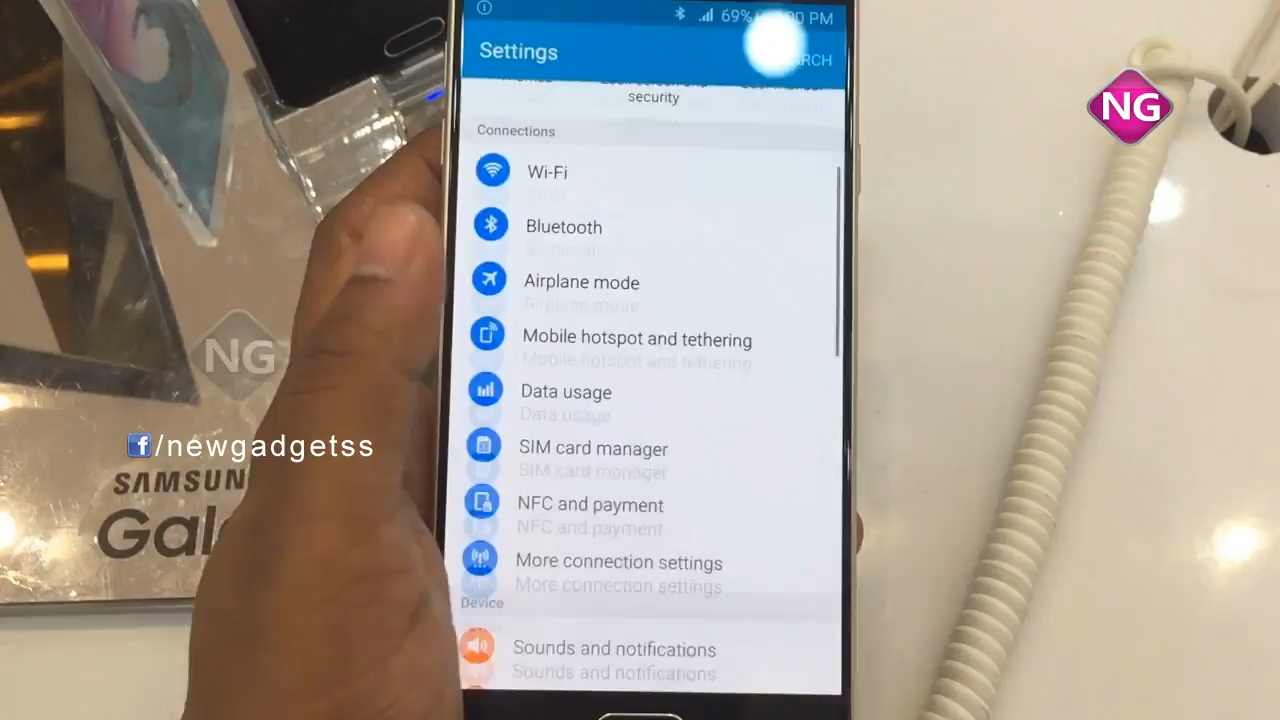 69%
PM
Settings
security
Connections
Wi-Fi
Bluetooth
Airplane mode
Mobile hotspot and tethering
Data usage
SIM card manager
NFC and payment
More connection settings
Device
Sounds and notifications
NG
NG
f/newgadgetss
SAMSUN
Gal